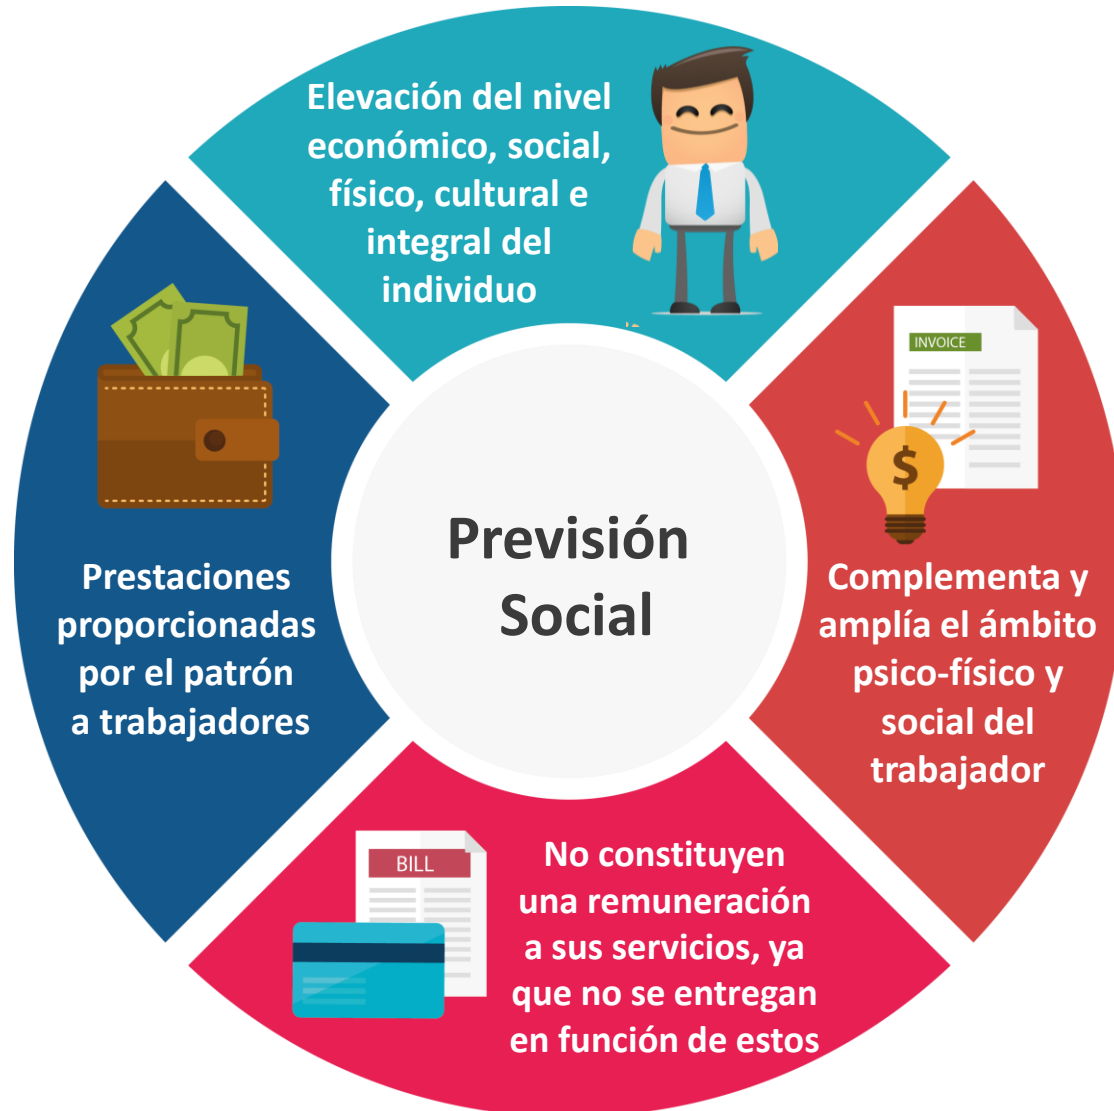 Elevación del nivel
económico, social,
físico, cultural e
integral del
individuo
INVOICE
$
Complementa y
amplía el ámbito
psico-físico y
social del
trabajador
Previsión
Social
Prestaciones
proporcionadas
por el patrón
a trabajadores
BILL
No constituyen
una remuneración
a sus servicios, ya
que no se entregan
en función de estos